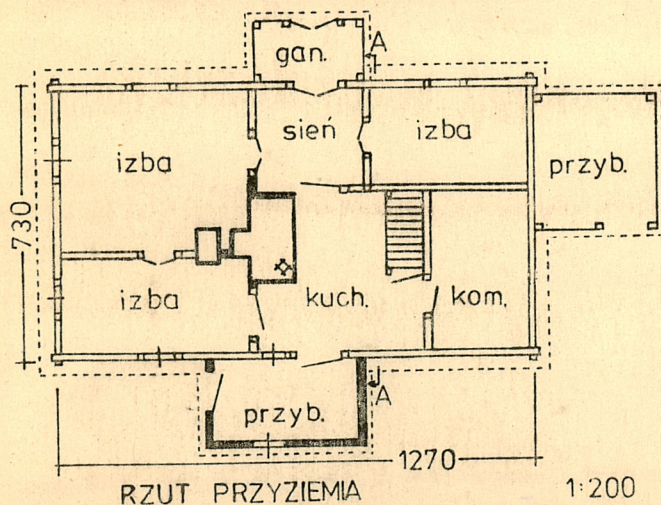 gan.
A
izba
sień
izba
przyb.
730
izba
kuch.
kom.
przyb.
A
1270
RZUT PRZYZIEMIA
1:200